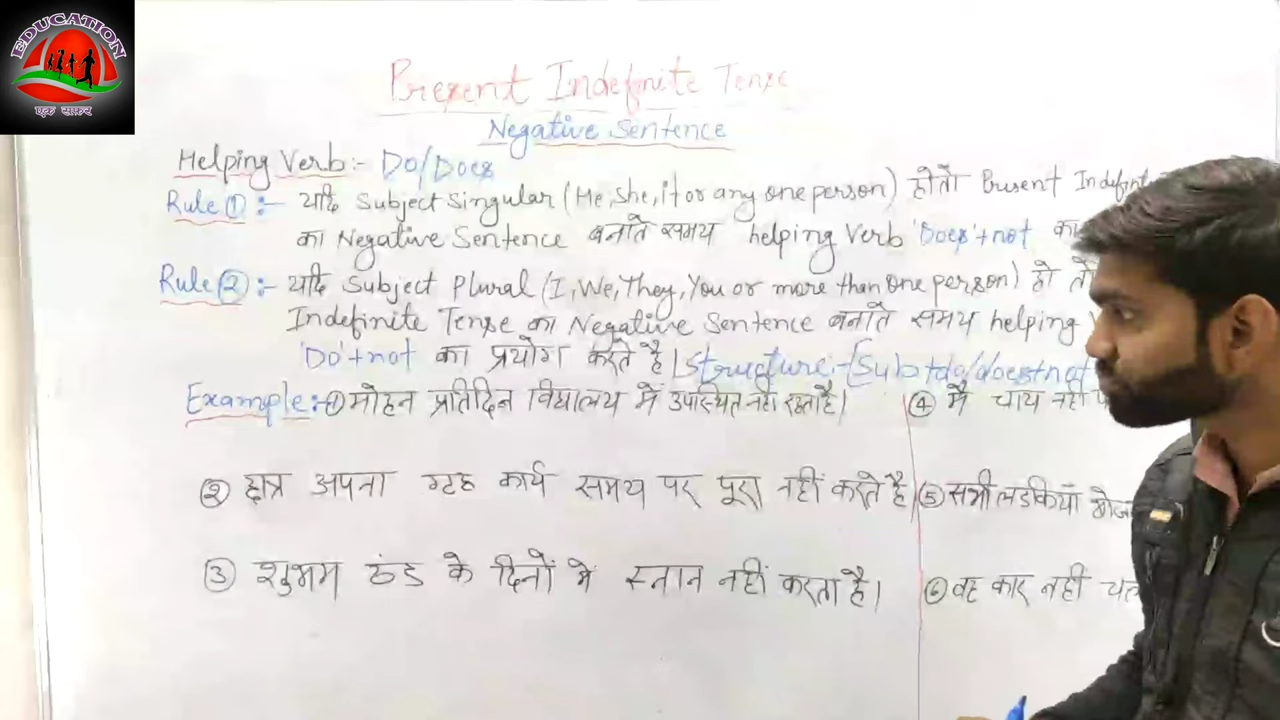 EDUCATION
एक सफर
Present Indefinite Tense
Negative Sentence
Helping Verb:- Do/Does
Rule ① :- यदि Subject Singular (He, She, it or any one person) हो तो Present Indefinit
का Negative Sentence बनाते समय helping Verb 'Does'+not का
Rule ② :- यदि Subject Plural (I, We, They, You or more than one person) हो तो
Indefinite Tense का Negative Sentence बनाते समय helping
'Do'+not का प्रयोग करते है। Structure:-[Sub+do/does+not
Example:-① मोहन प्रतिदिन विद्यालय में उपस्थित नहीं रहता है।
④ मै चाय नही
② छात्र अपना गृह कार्य समय पर पूरा नहीं करते है।
⑤ सभी लडकियाँ
③ शुभम ठंड के दिनों मे स्नान नहीं करता है।
⑥ वह कार नही